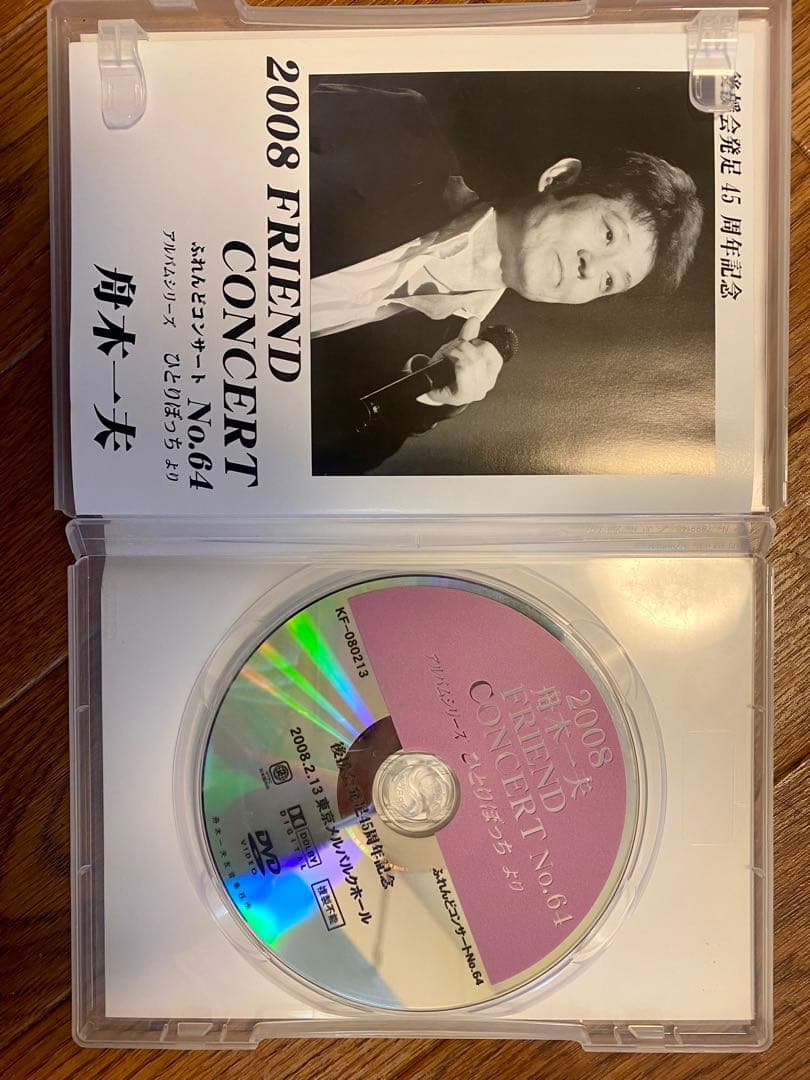 後援会発足45周年記念
2008 FRIEND
CONCERT
ふれんどコンサート No.64
アルバムシリーズ ひとりぼっち より
舟木一夫
2008
舟木一夫
FRIEND
CONCERT No.64
アルバムシリーズ ひとりぼっち より
KF-080213
ふれんどコンサートNo.64
後援会発足45周年記念
2008.2.13 東京メルパルクホール
DOLBY
DIGITAL
複製不能
DVD
VIDEO